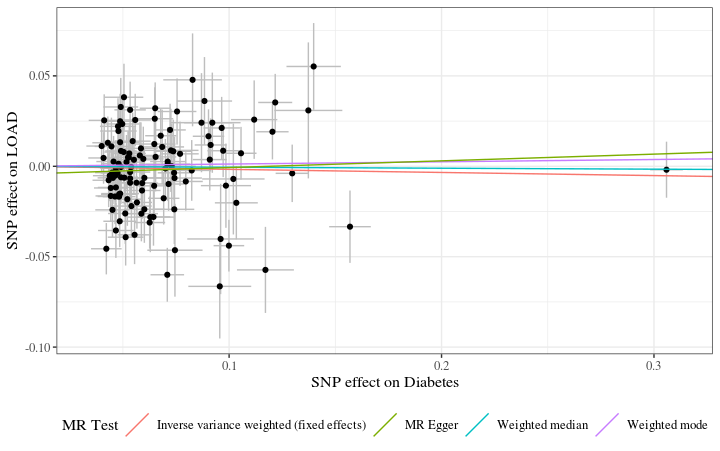 0.05
0.00
-0.05
-0.10
SNP effect on LOAD
0.1
0.2
0.3
SNP effect on Diabetes
MR Test
Inverse variance weighted (fixed effects)
MR Egger
Weighted median
Weighted mode